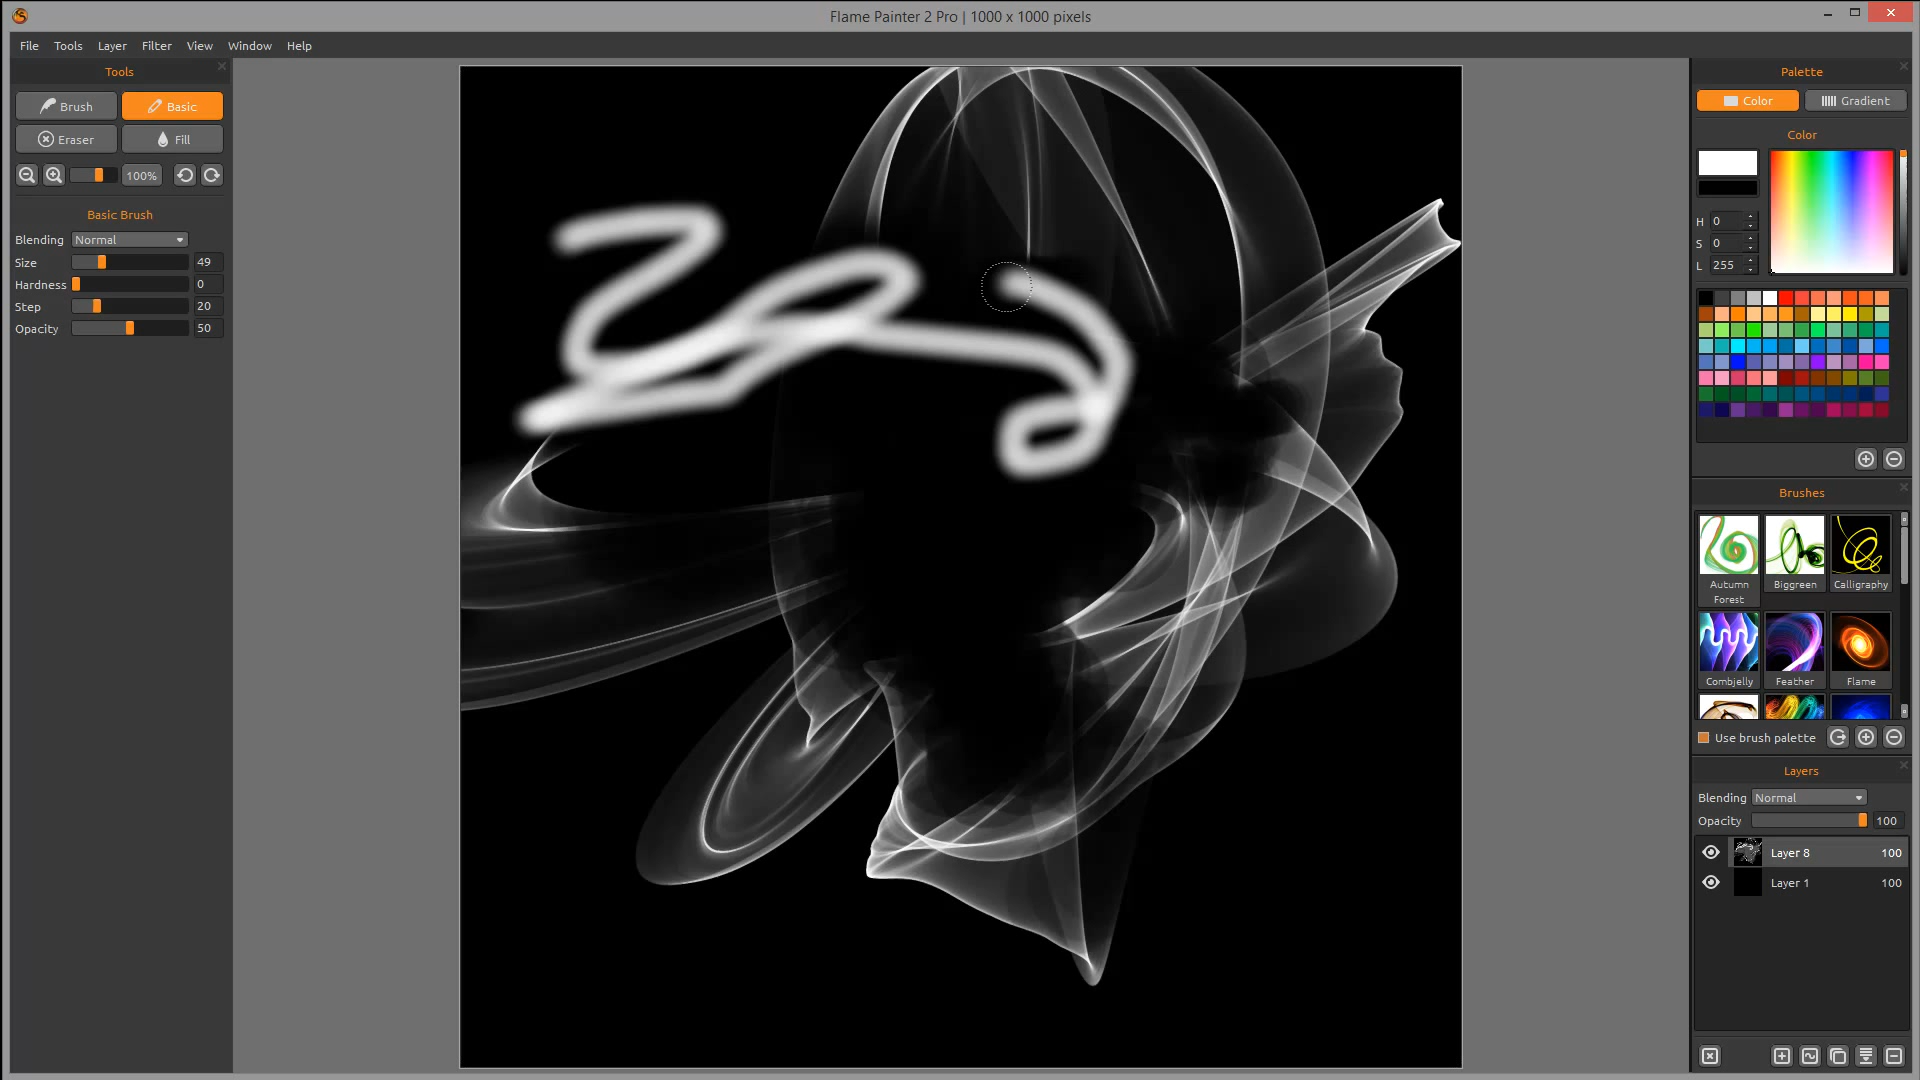 Flame Painter 2 Pro | 1000 x 1000 pixels
File Tools Layer Filter View Window Help
Tools
Brush Basic
Eraser Fill
100%
Basic Brush
Blending Normal
Size 49
Hardness 0
Step 20
Opacity 50
Palette
Color Gradient
Color
H 0
S 0
L 255
Brushes
Autumn Forest Biggreen Calligraphy
Combjelly Feather Flame
Use brush palette
Layers
Blending Normal
Opacity 100
Layer 8 100
Layer 1 100